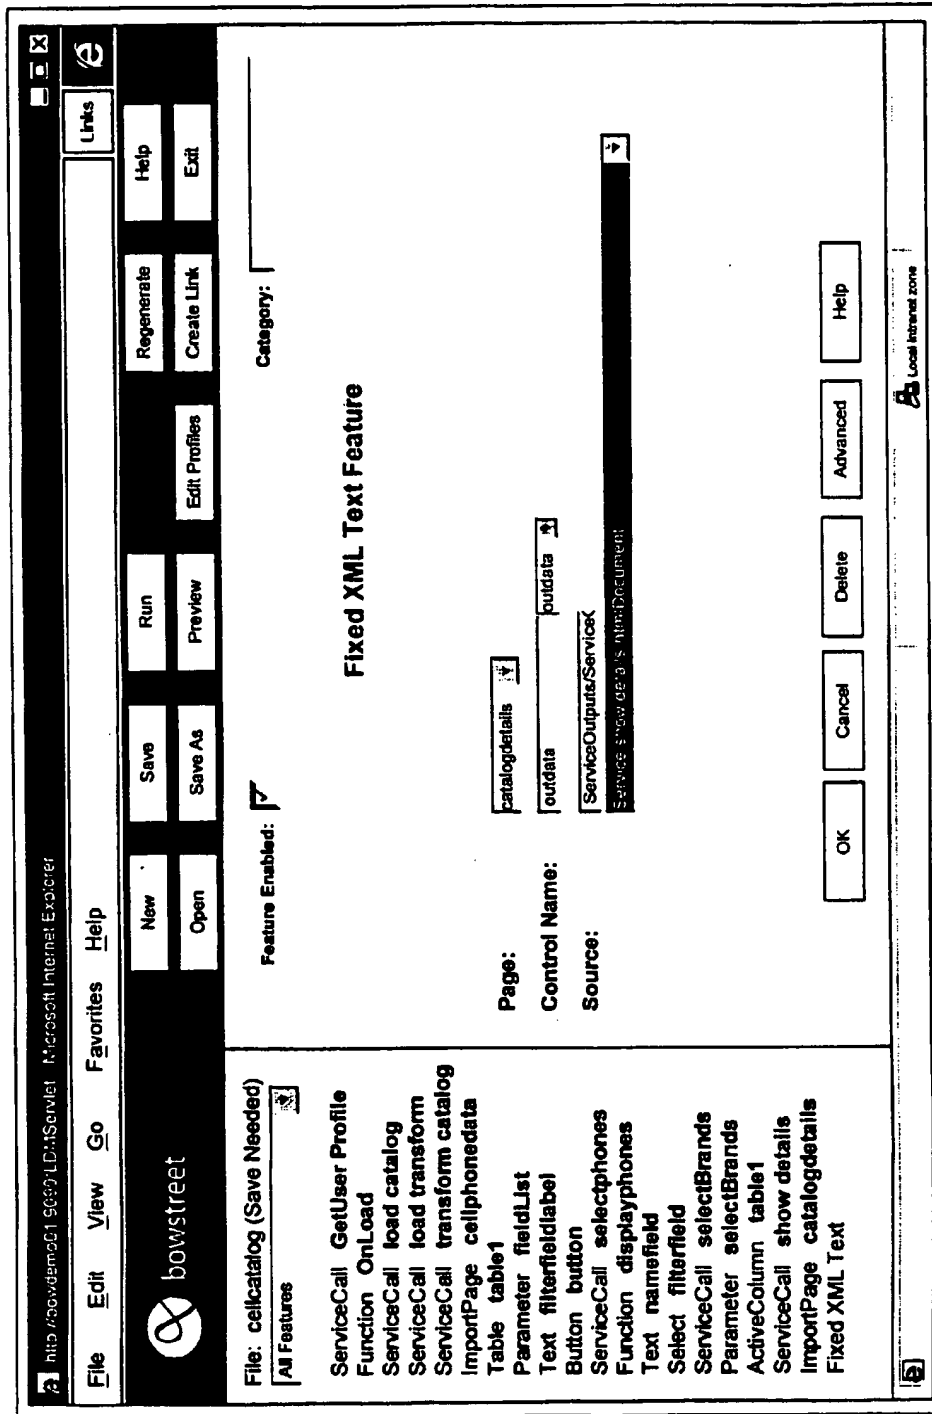 http://bowdemo01:9080/LDMServlet Microsoft Internet Explorer
File Edit View Go Favorites Help
Links
bowstreet
New Save Run Regenerate Help
Open Save As Preview Edit Profiles Create Link Exit
File: cellcatalog (Save Needed)
All Features
ServiceCall GetUser Profile
Function OnLoad
ServiceCall load catalog
ServiceCall load transform
ServiceCall transform catalog
ImportPage cellphonedata
Table table1
Parameter fieldList
Text filterfieldlabel
Button button
ServiceCall selectphones
Function displayphones
Text namefield
Select filterfield
ServiceCall selectBrands
Parameter selectBrands
ActiveColumn table1
ServiceCall show details
ImportPage catalogdetails
Fixed XML Text
Feature Enabled:
Category:
Fixed XML Text Feature
Page: catalogdetails
Control Name: outdata outdata
Source: ServiceOutputs/Service(
Service show details
OK Cancel Delete Advanced Help
Local Intranet zone